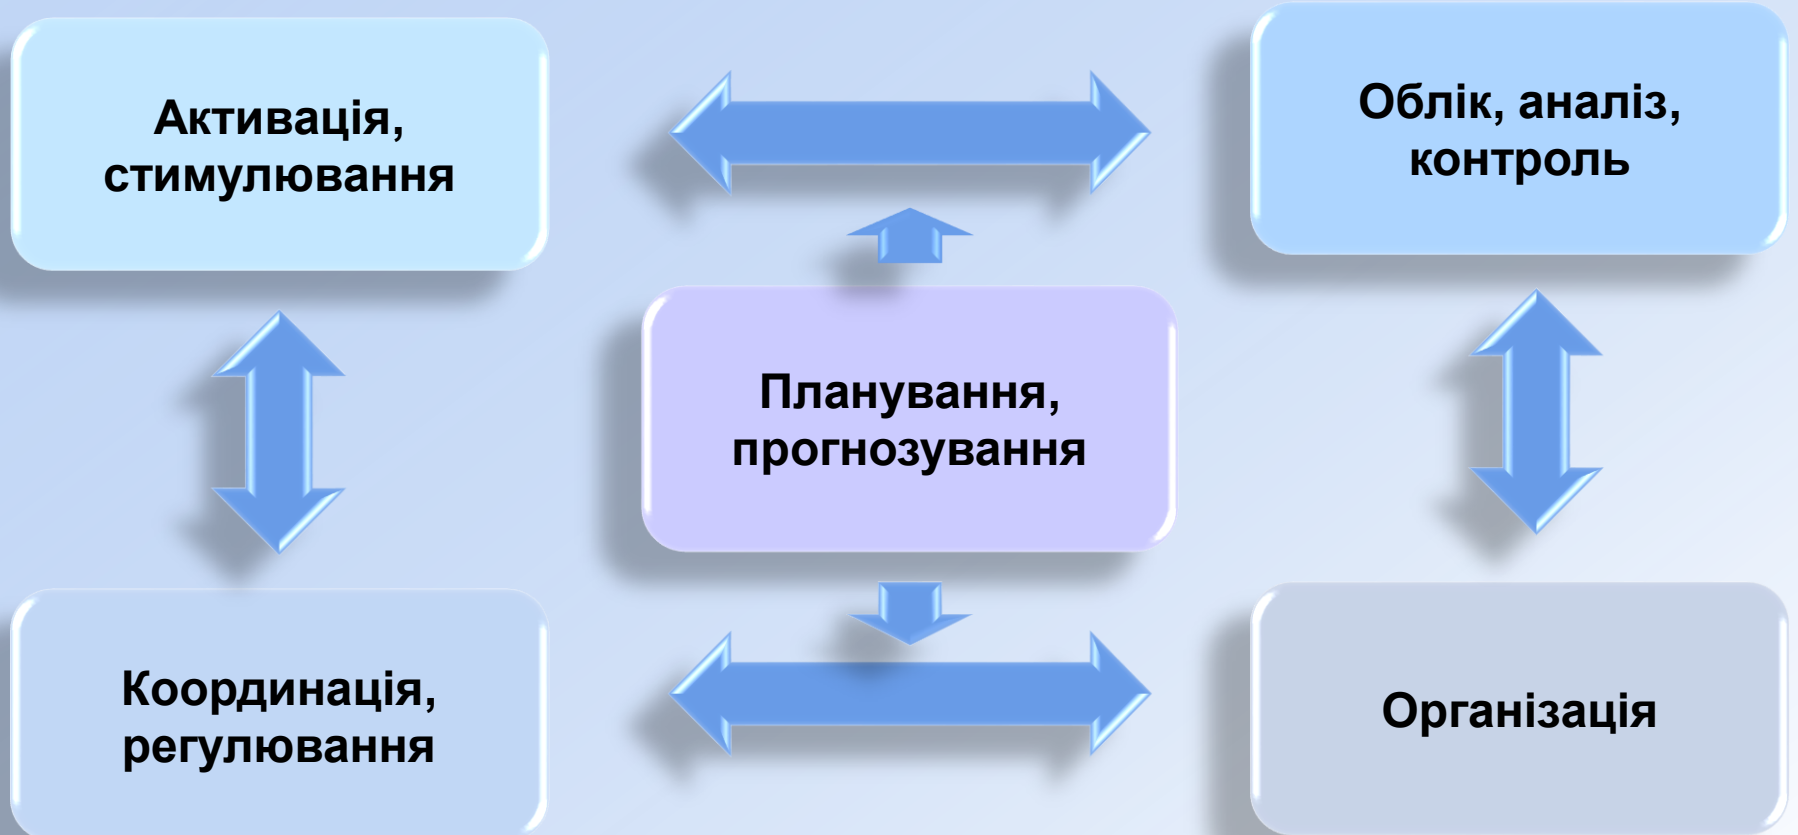 Активація,
стимулювання
Облік, аналіз,
контроль
Планування,
прогнозування
Координація,
регулювання
Організація